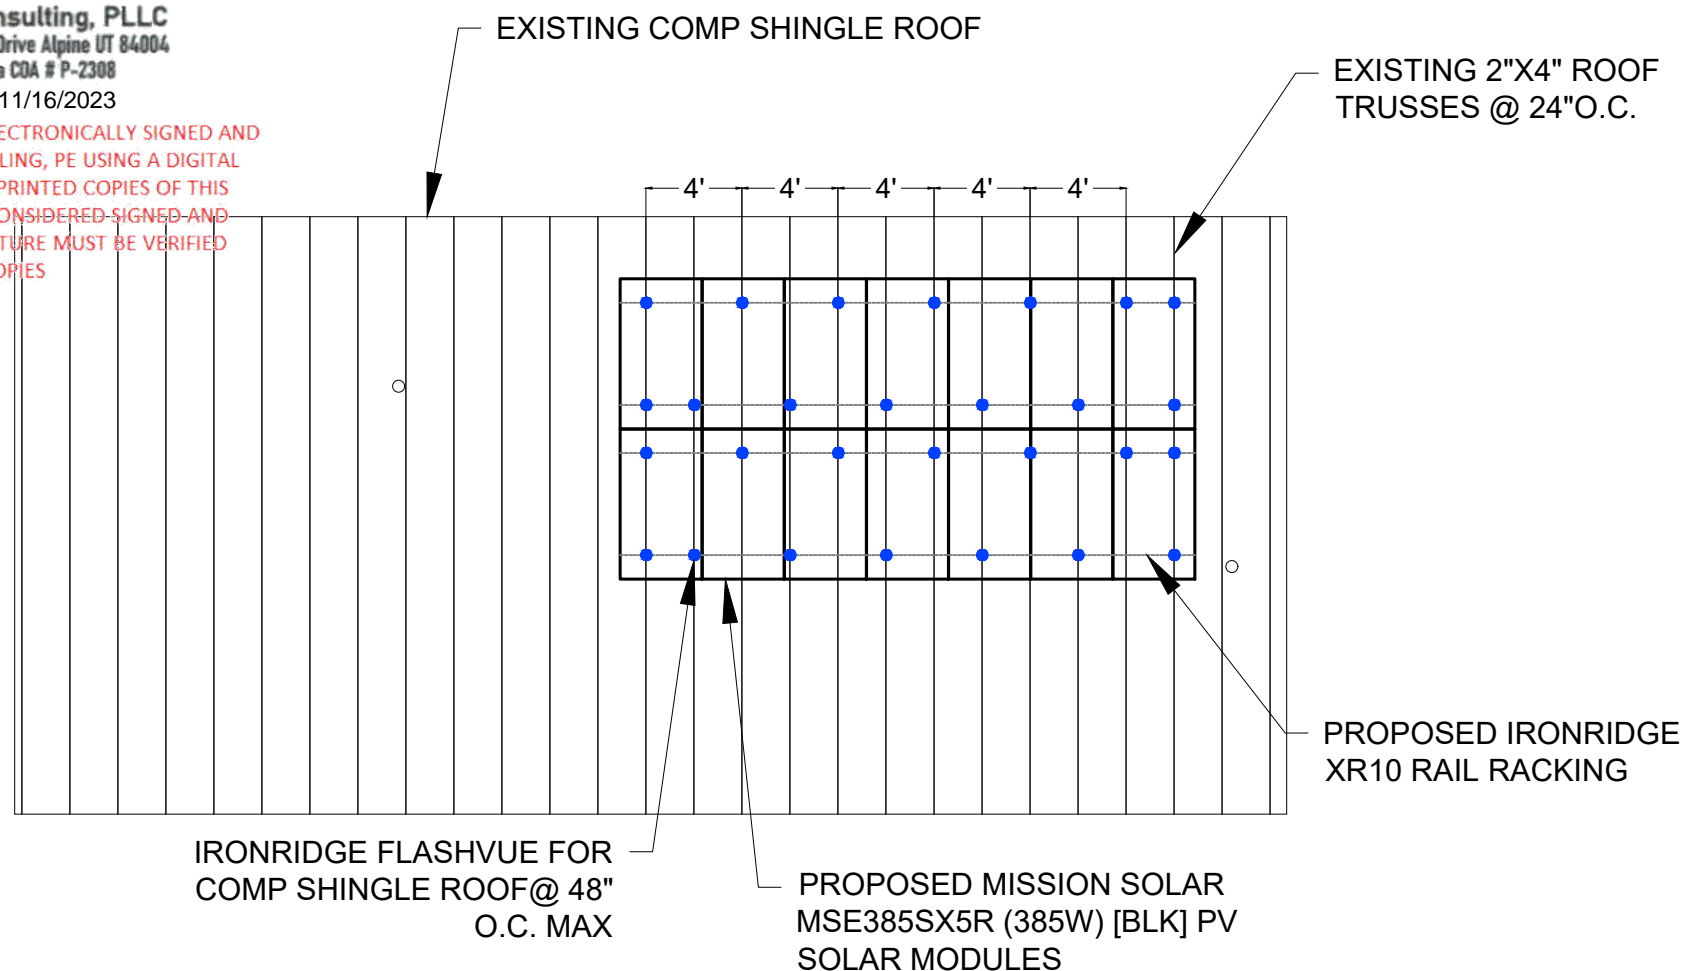 nsulting, PLLC
Drive Alpine UT 84004
a COA # P-2308
11/16/2023
ECTRONICALLY SIGNED AND
LING, PE USING A DIGITAL
PRINTED COPIES OF THIS
ONSIDERED SIGNED AND
TURE MUST BE VERIFIED
OPIES
EXISTING COMP SHINGLE ROOF
EXISTING 2"X4" ROOF
TRUSSES @ 24"O.C.
4' 4' 4' 4' 4'
PROPOSED IRONRIDGE
XR10 RAIL RACKING
IRONRIDGE FLASHVUE FOR
COMP SHINGLE ROOF@ 48"
O.C. MAX
PROPOSED MISSION SOLAR
MSE385SX5R (385W) [BLK] PV
SOLAR MODULES